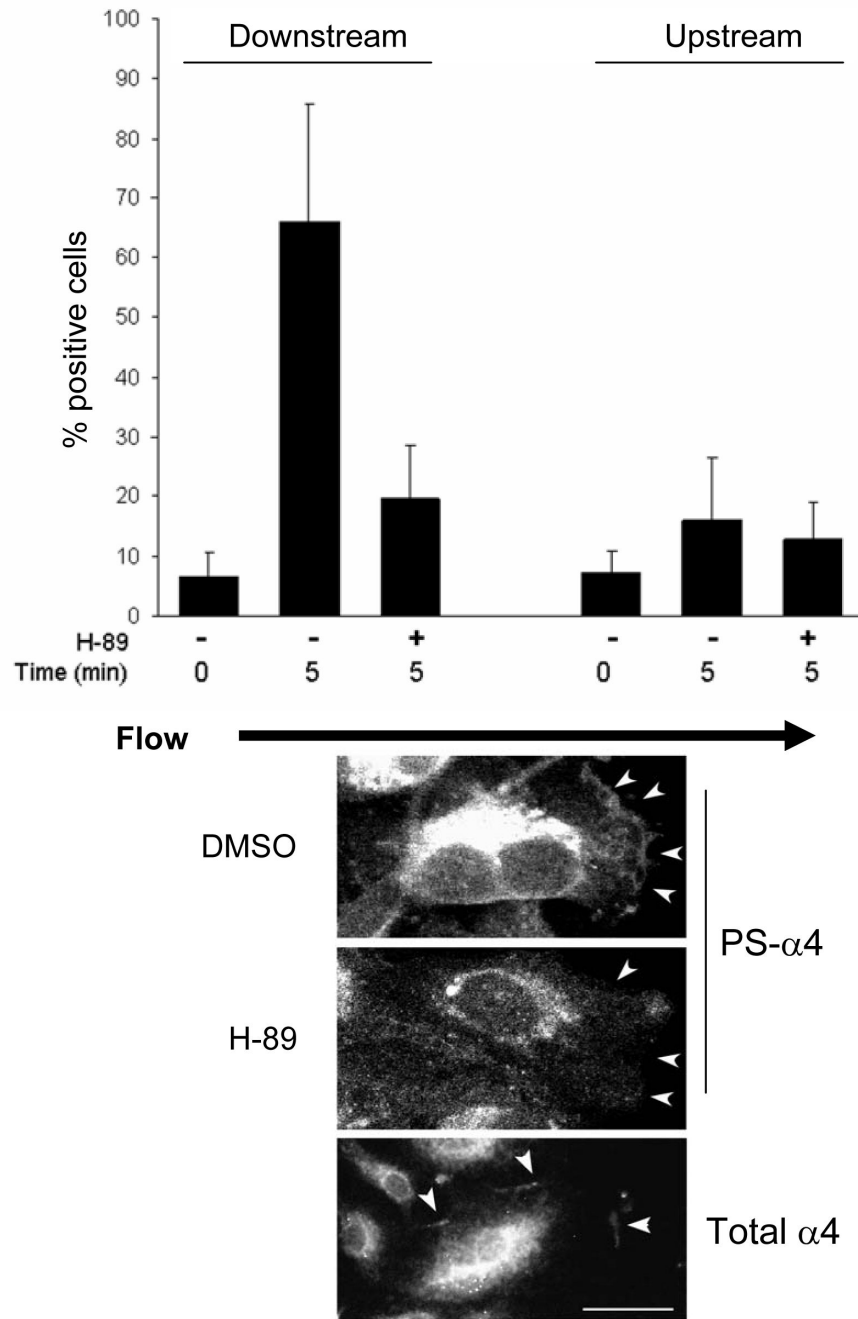 100
Downstream Upstream
90
80
70
60
50
40
30
20
10
0
% positive cells
H-89 - - + - - +
Time (min) 0 5 5 0 5 5
Flow
DMSO
PS-α4
H-89
Total α4